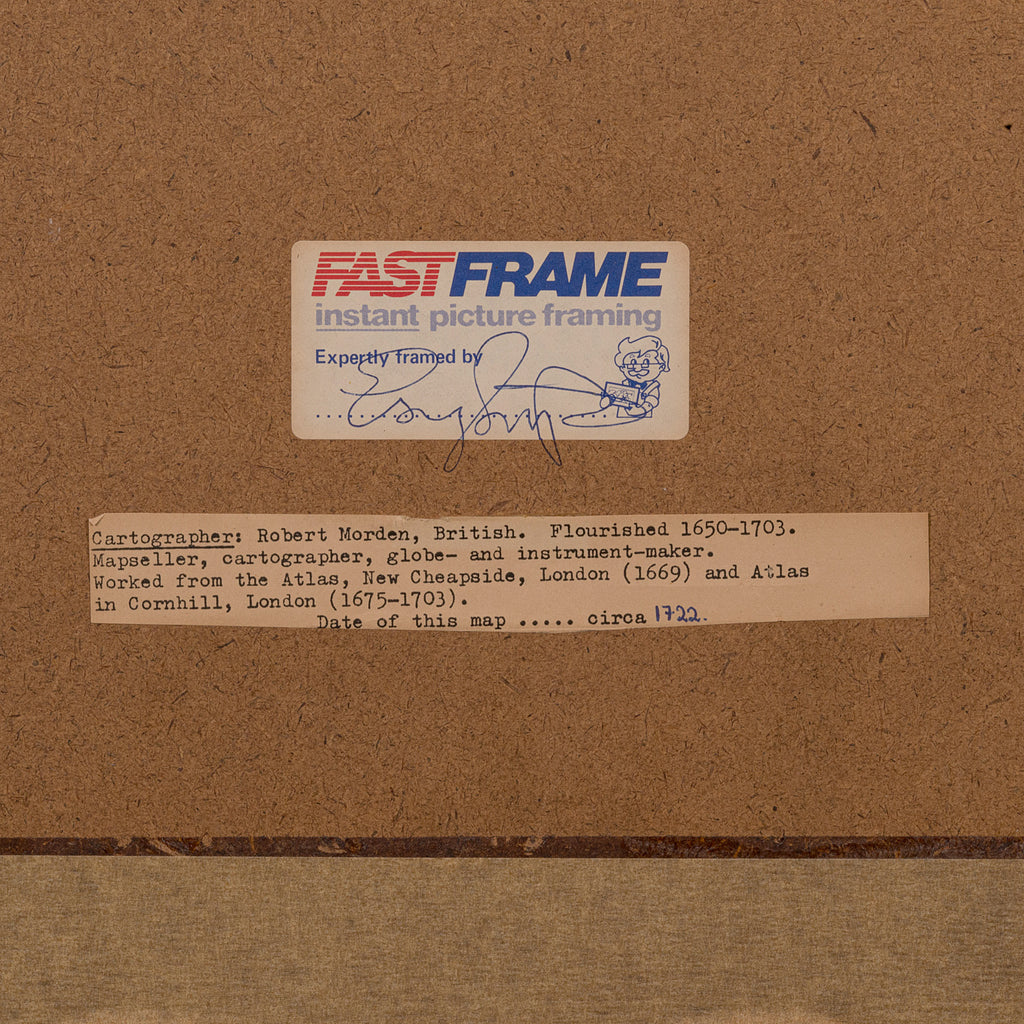 FASTFRAME
instant picture framing
Expertly framed by
Cartographer: Robert Morden, British. Flourished 1650–1703.
Mapseller, cartographer, globe– and instrument–maker.
Worked from the Atlas, New Cheapside, London (1669) and Atlas
in Cornhill, London (1675–1703).
Date of this map ..... circa 1722.